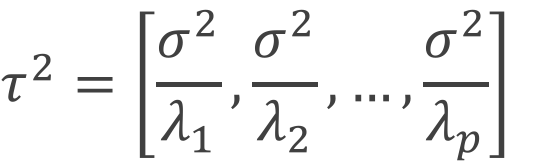 τ² = [σ²/λ₁, σ²/λ₂, ..., σ²/λₚ]